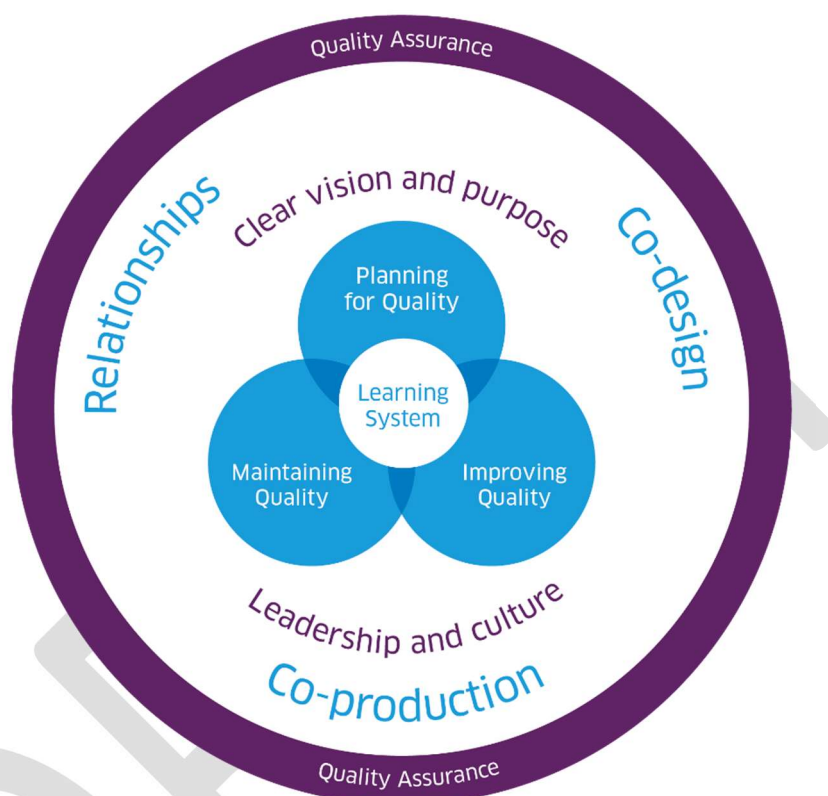 Quality Assurance
Relationships
Clear vision and purpose
Co-design
Planning
for Quality
Learning
System
Maintaining
Quality
Improving
Quality
Leadership and culture
Co-production
Quality Assurance